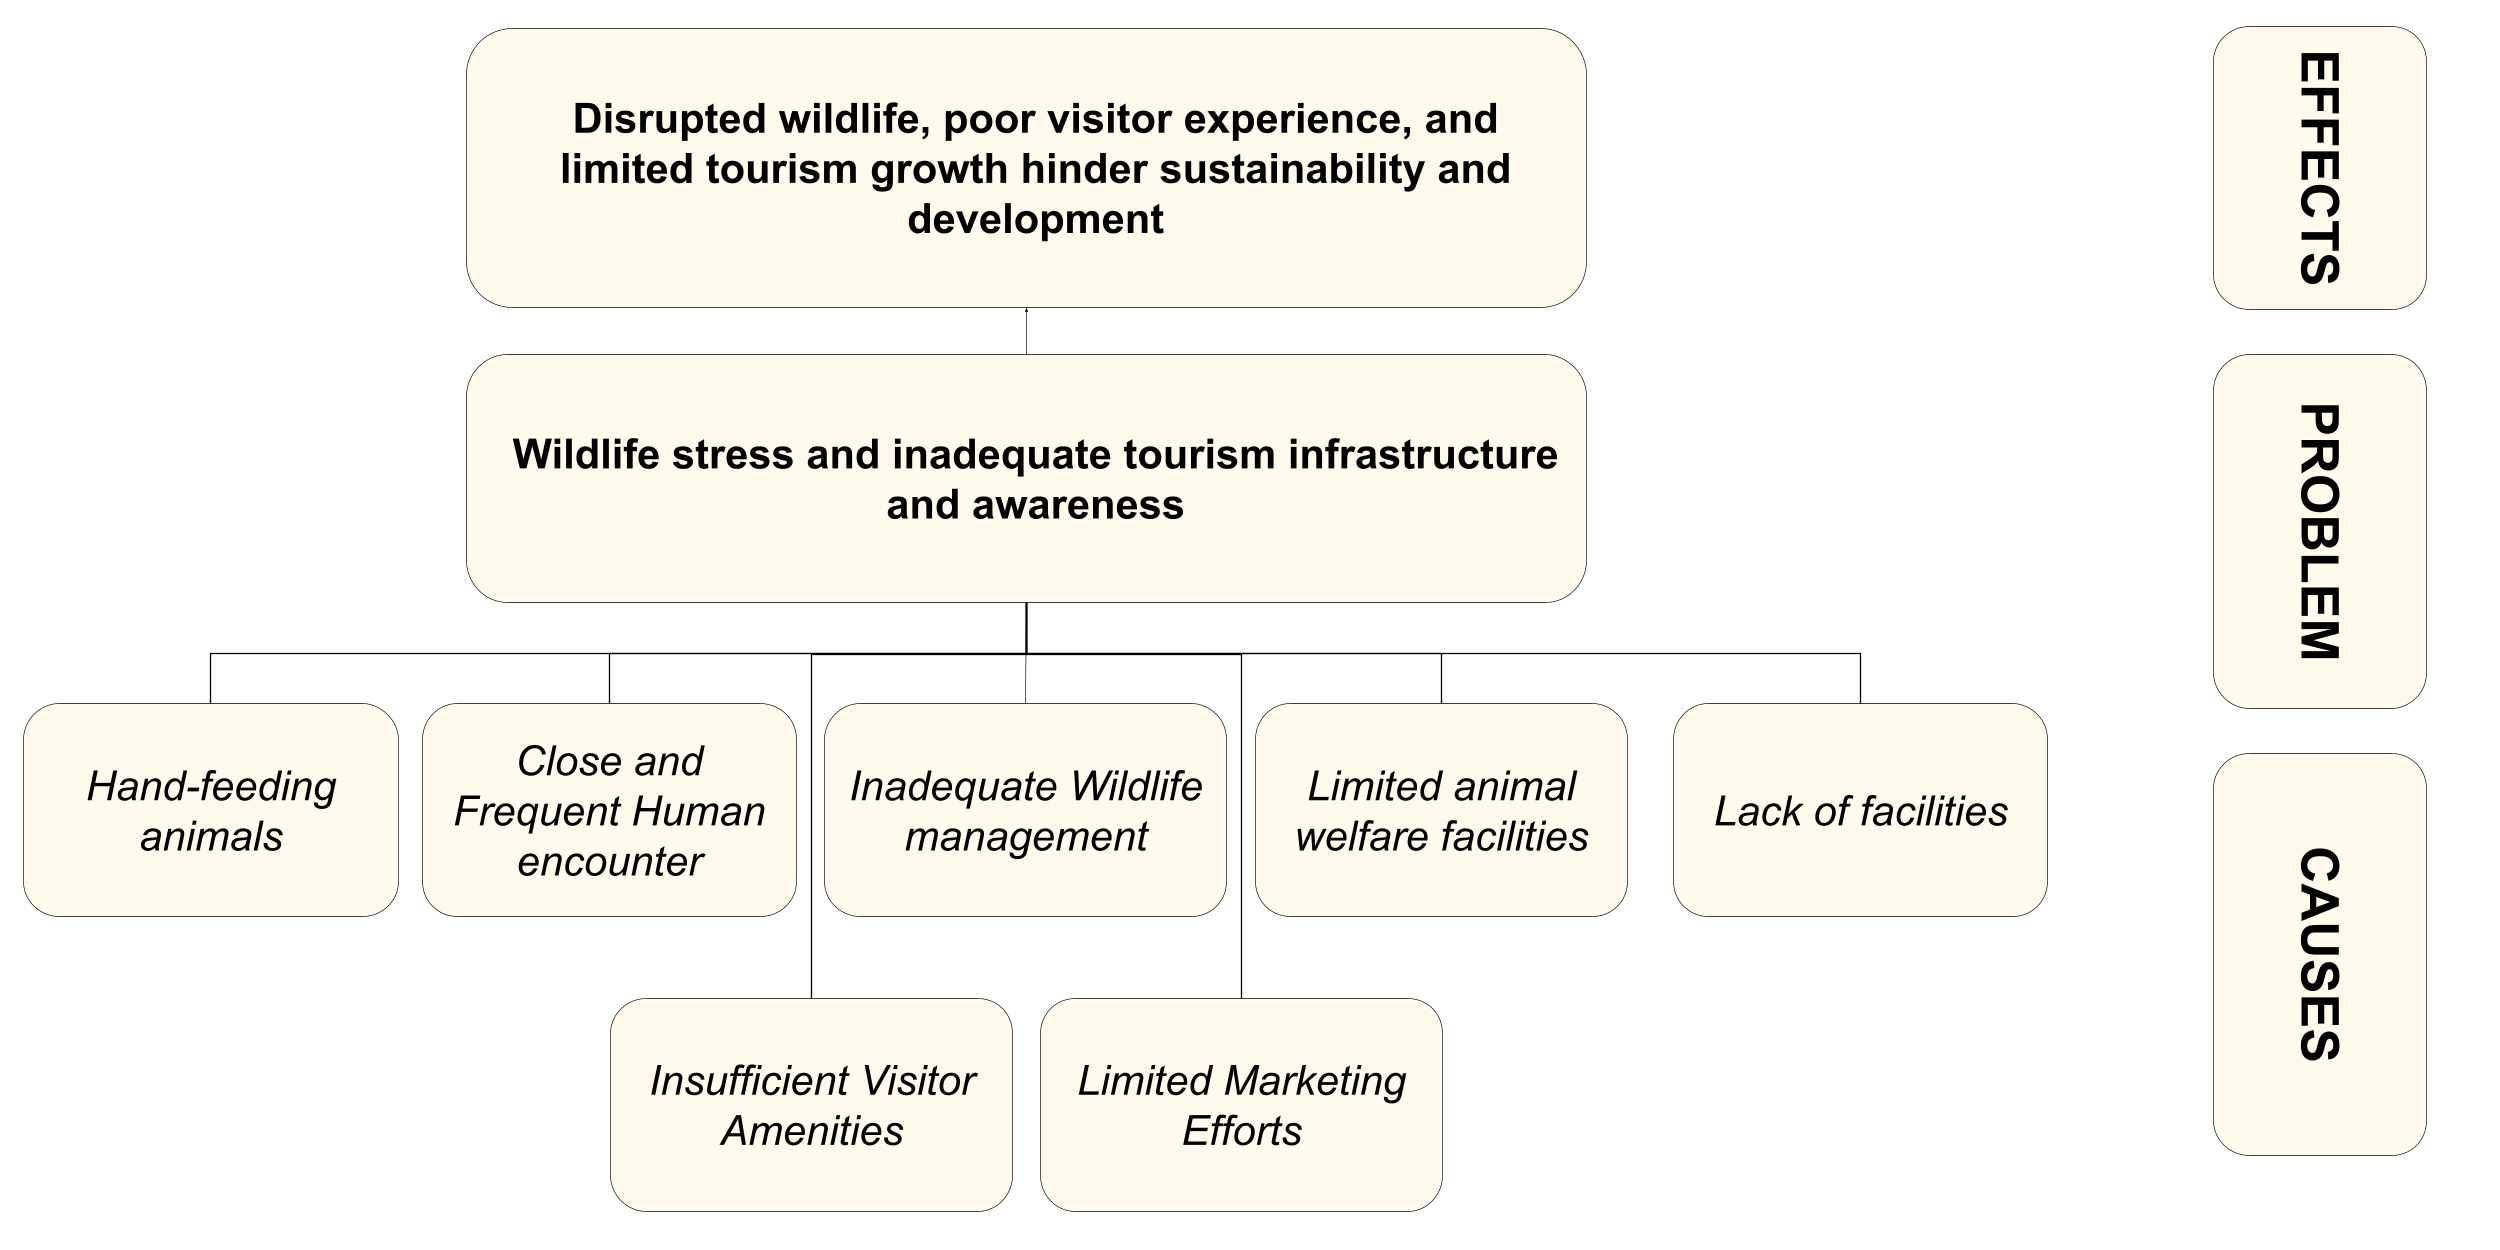 Disrupted wildlife, poor visitor experience, and
limited tourism growth hinder sustainability and
development
EFFECTS
Wildlife stress and inadequate tourism infrastructure
and awareness
PROBLEM
Hand-feeding
animals
Close and
Frequent Human
encounter
Inadequate Wildlife
management
Limited animal
welfare facilities
Lack of facilities
CAUSES
Insufficient Visitor
Amenities
Limited Marketing
Efforts